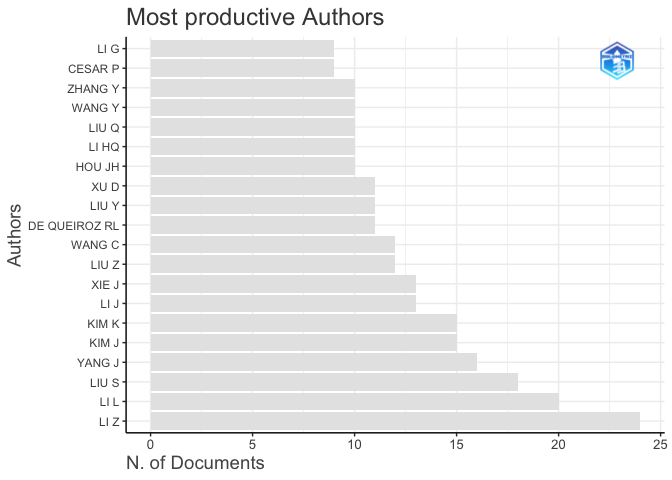 Most productive Authors
LI G
CESAR P
ZHANG Y
WANG Y
LIU Q
LI HQ
HOU JH
XU D
LIU Y
DE QUEIROZ RL
WANG C
LIU Z
XIE J
LI J
KIM K
KIM J
YANG J
LIU S
LI L
LI Z
Authors
0 5 10 15 20 25
N. of Documents